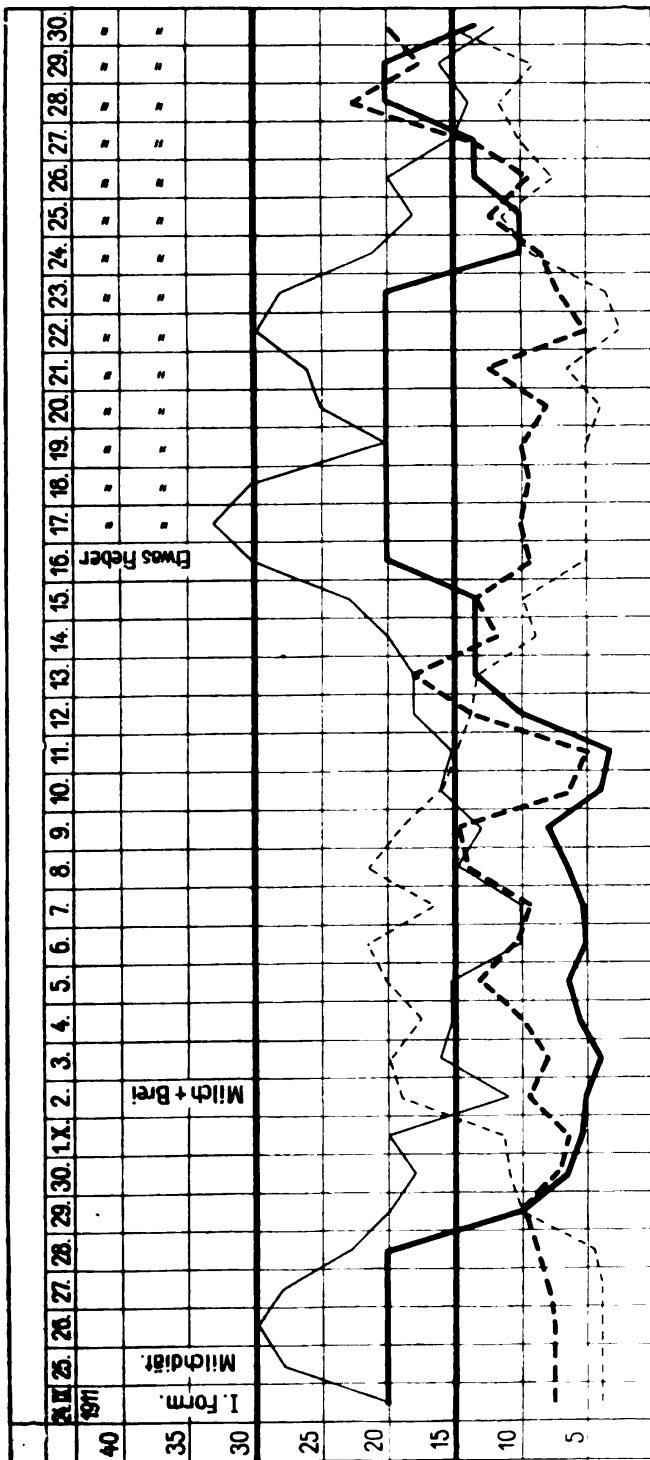 24.IX. 25. 26. 27. 28. 29. 30. 1.X. 2. 3. 4. 5. 6. 7. 8. 9. 10. 11. 12. 13. 14. 15. 16. 17. 18. 19. 20. 21. 22. 23. 24. 25. 26. 27. 28. 29. 30.
1911
40
35
30
25
20
15
10
5
I. Form.
Milchdiät.
Milch + Brei
Etwas Fieber
" " " " " " " " " " " " " "
" " " " " " " " " " " " " "